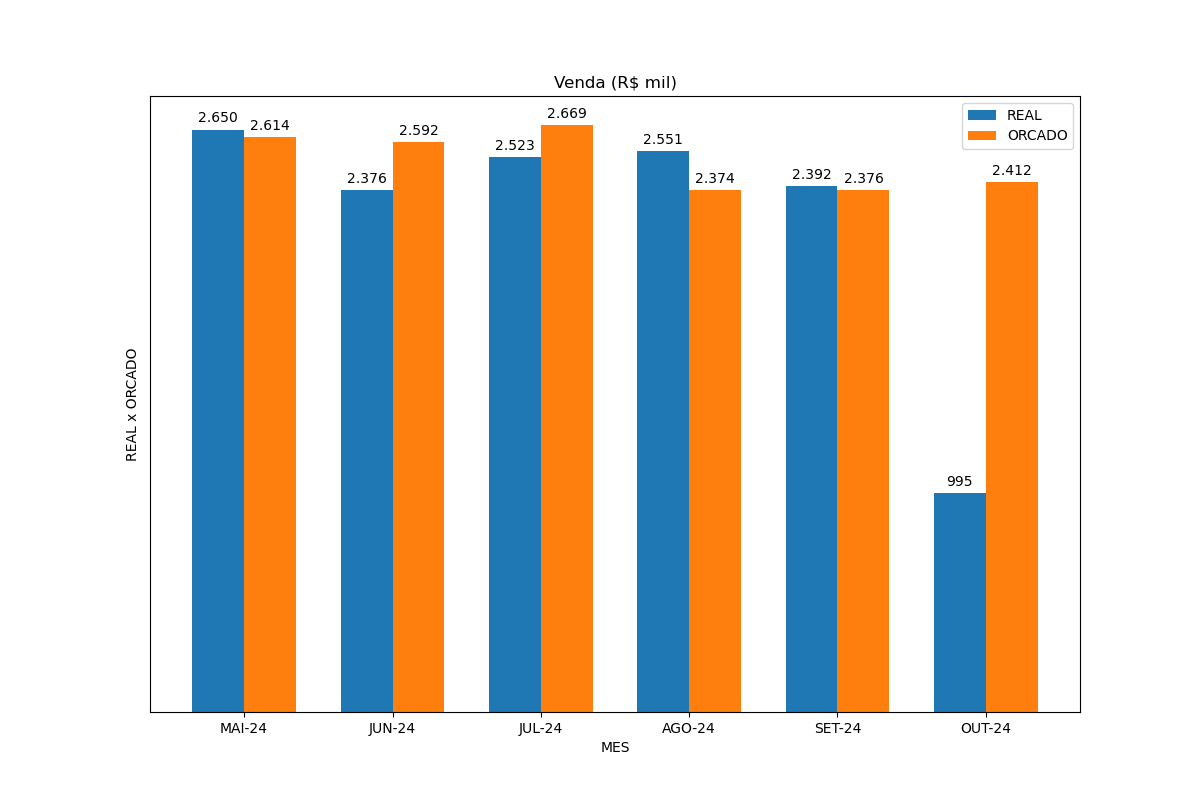 Venda (R$ mil)
REAL
ORCADO
2.650
2.614
2.376
2.592
2.523
2.669
2.551
2.374
2.392
2.376
995
2.412
REAL x ORCADO
MAI-24
JUN-24
JUL-24
AGO-24
SET-24
OUT-24
MES